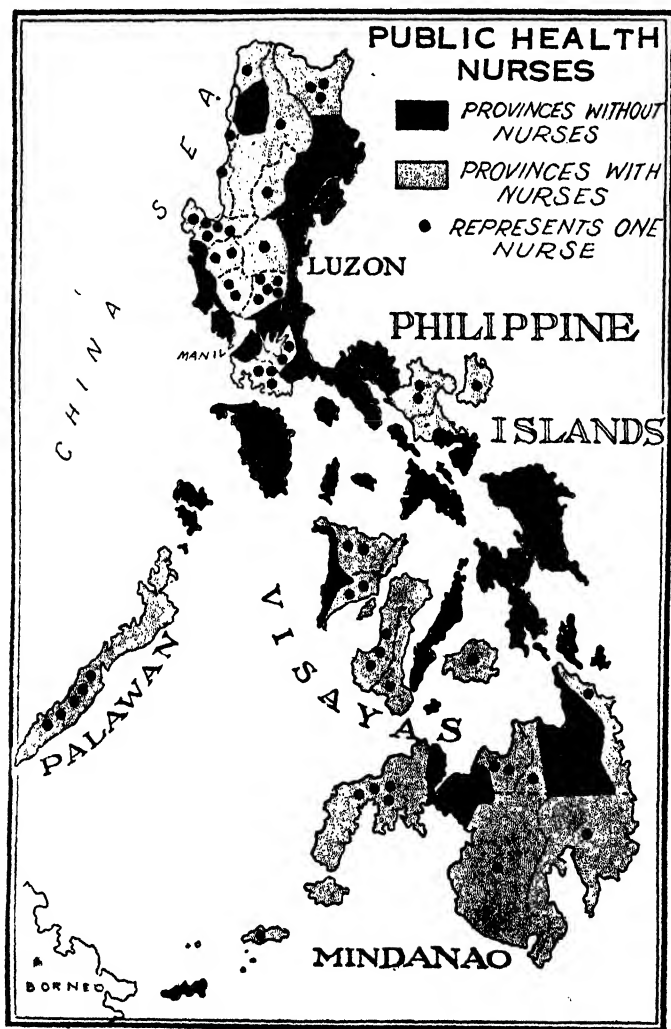 PUBLIC HEALTH
NURSES
PROVINCES WITHOUT
NURSES
PROVINCES WITH
NURSES
REPRESENTS ONE
NURSE
CHINA SEA
LUZON
PHILIPPINE
MANIL
ISLANDS
VISAYAS
PALAWAN
MINDANAO
BORNEO